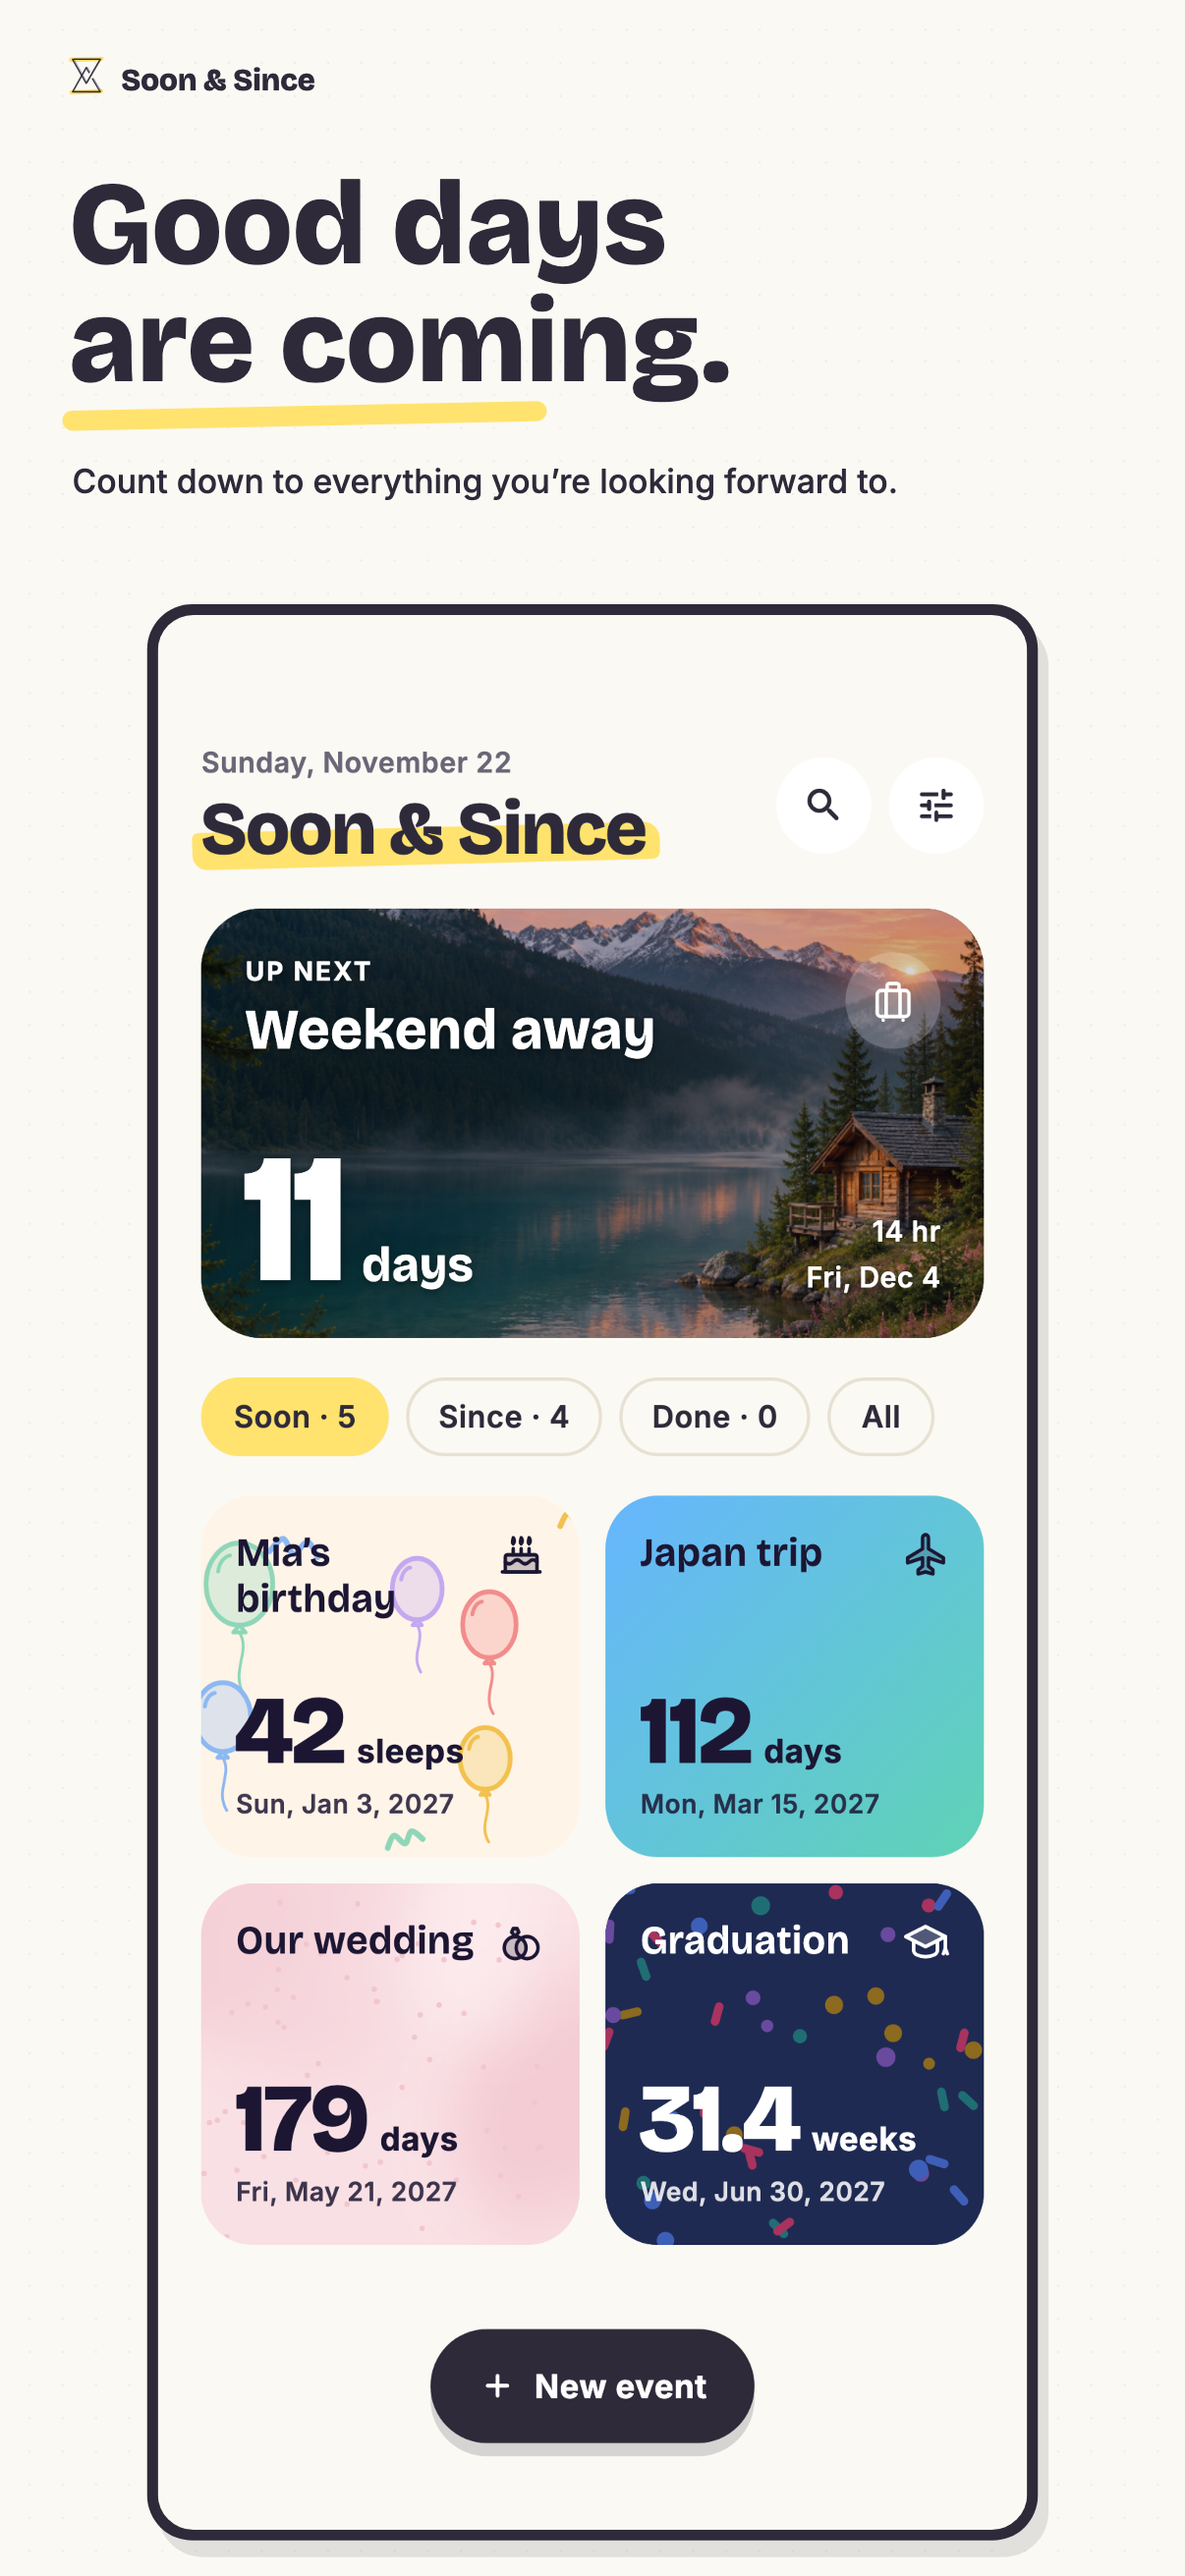 Soon & Since
Good days
are coming.
Count down to everything you’re looking forward to.
Sunday, November 22
Soon & Since
UP NEXT
Weekend away
11 days
14 hr
Fri, Dec 4
Soon · 5
Since · 4
Done · 0
All
Mia’s
birthday
42 sleeps
Sun, Jan 3, 2027
Japan trip
112 days
Mon, Mar 15, 2027
Our wedding
179 days
Fri, May 21, 2027
Graduation
31.4 weeks
Wed, Jun 30, 2027
+ New event